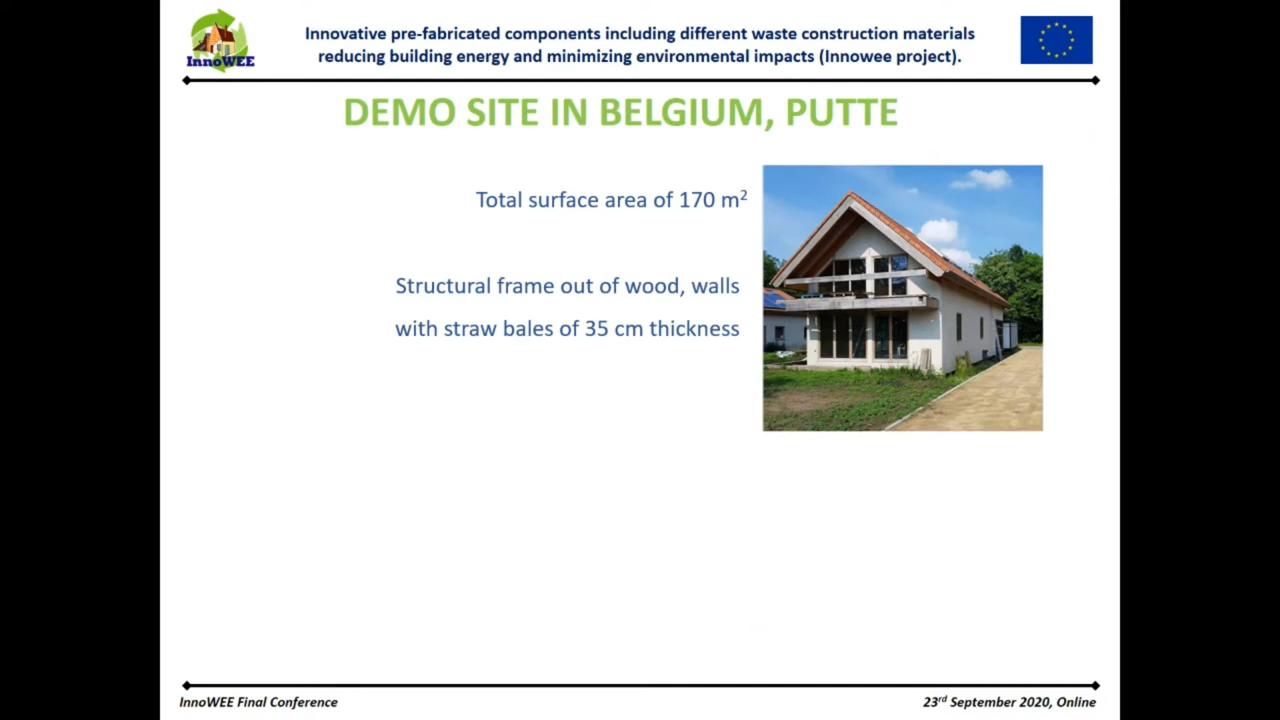 InnoWEE
Innovative pre-fabricated components including different waste construction materials
reducing building energy and minimizing environmental impacts (Innowee project).
DEMO SITE IN BELGIUM, PUTTE
Total surface area of 170 m²
Structural frame out of wood, walls
with straw bales of 35 cm thickness
InnoWEE Final Conference
23rd September 2020, Online